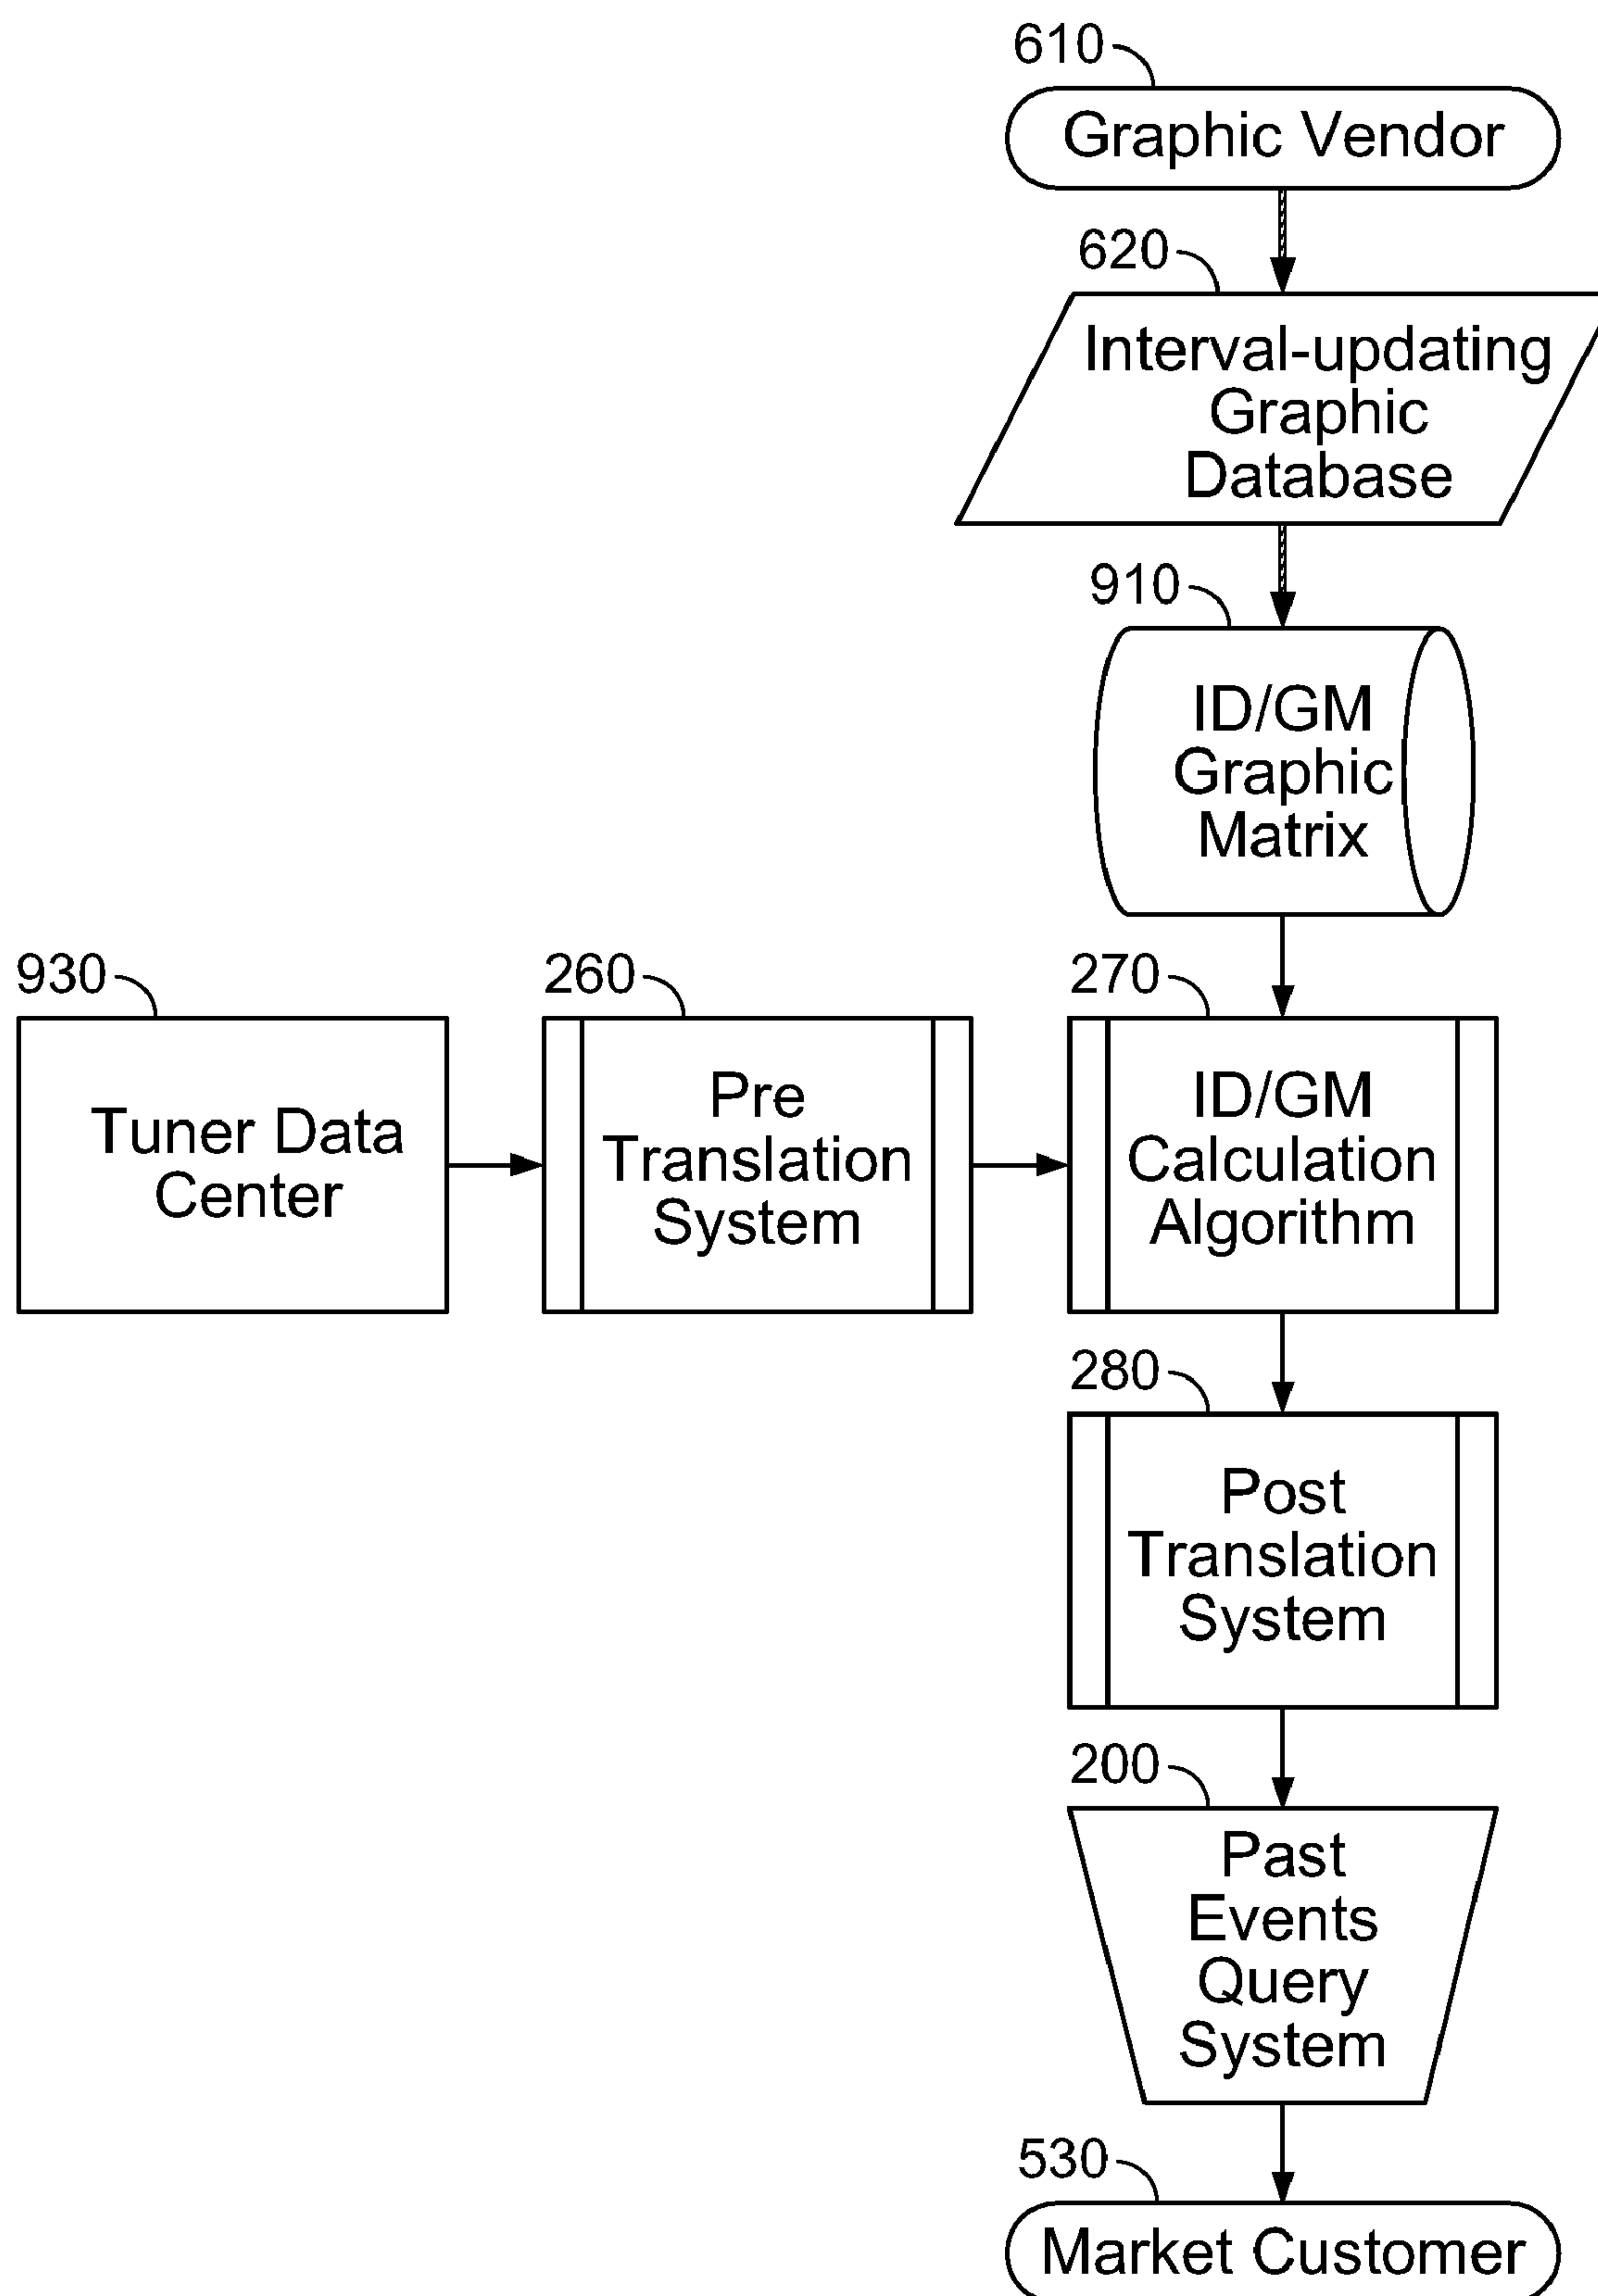 610
Graphic Vendor
620
Interval-updating
Graphic
Database
910
ID/GM
Graphic
Matrix
930
Tuner Data
Center
260
Pre
Translation
System
270
ID/GM
Calculation
Algorithm
280
Post
Translation
System
200
Past
Events
Query
System
530
Market Customer